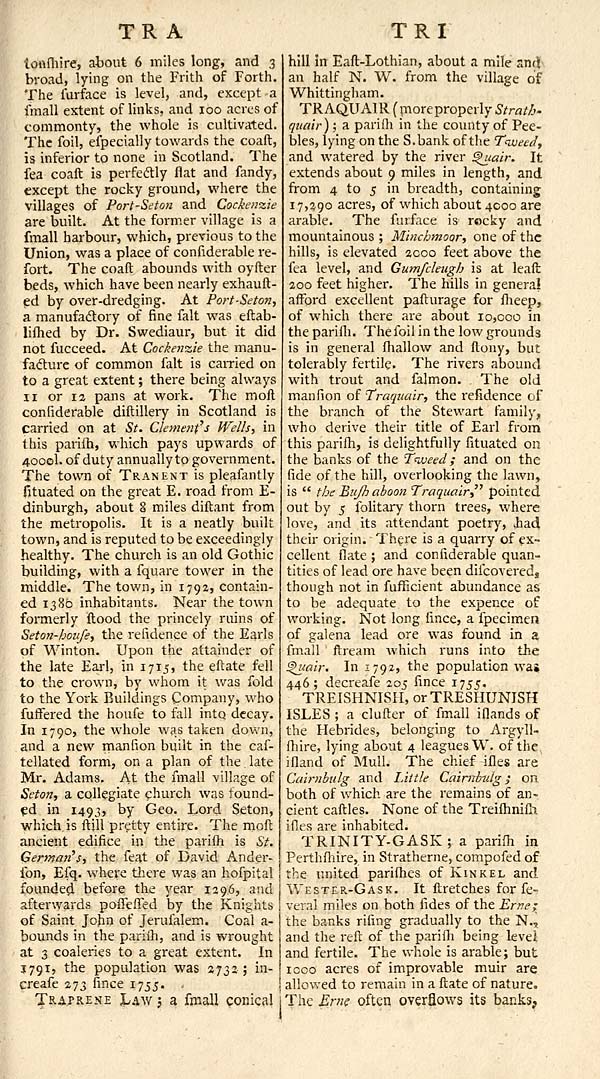 TRA
TRI
tonſhire, about 6 miles long, and 3
broad, lying on the Frith of Forth.
The ſurface is level, and, except a
ſmall extent of links, and 100 acres of
commonty, the whole is cultivated.
The ſoil, eſpecially towards the coaſt,
is inferior to none in Scotland. The
ſea coaſt is perfectly flat and ſandy,
except the rocky ground, where the
villages of Port-Seton and Cockenzie
are built. At the former village is a
ſmall harbour, which, previous to the
Union, was a place of conſiderable re-
ſort. The coaſt abounds with oyſter
beds, which have been nearly exhauſt-
ed by over-dredging. At Port-Seton,
a manufactory of fine ſalt was eſtab-
liſhed by Dr. Swediaur, but it did
not ſucceed. At Cockenzie the manu-
facture of common ſalt is carried on
to a great extent; there being always
11 or 12 pans at work. The moſt
conſiderable diſtillery in Scotland is
carried on at St. Clement's Wells, in
this pariſh, which pays upwards of
4000l. of duty annually to government.
The town of TRANENT is pleaſantly
ſituated on the great E. road from E-
dinburgh, about 8 miles diſtant from
the metropolis. It is a neatly built
town, and is reputed to be exceedingly
healthy. The church is an old Gothic
building, with a ſquare tower in the
middle. The town, in 1792, contain-
ed 1380 inhabitants. Near the town
formerly ſtood the princely ruins of
Seton-houſe, the reſidence of the Earls
of Winton. Upon the attainder of
the late Earl, in 1715, the eſtate fell
to the crown, by whom it was ſold
to the York Buildings Company, who
ſuffered the houſe to fall into decay.
In 1790, the whole was taken down,
and a new manſion built in the caſ-
tellated form, on a plan of the late
Mr. Adams. At the ſmall village of
Seton, a collegiate church was found-
ed in 1493, by Geo. Lord Seton,
which is ſtill pretty entire. The moſt
ancient edifice in the pariſh is St.
German's, the ſeat of David Ander-
ſon, Eſq. where there was an hoſpital
founded before the year 1296, and
afterwards poſſeſſed by the Knights
of Saint John of Jeruſalem. Coal a-
bounds in the pariſh, and is wrought
at 3 coaleries to a great extent. In
1791, the population was 2732; in-
creaſe 273 ſince 1755.
TRAPRENE LAW; a ſmall conical
hill in Eaſt-Lothian, about a mile and
an half N. W. from the village of
Whittingham.
TRAQUAIR (more properly Strath-
quair); a pariſh in the county of Pee-
bles, lying on the S. bank of the Tweed,
and watered by the river Quair. It
extends about 9 miles in length, and
from 4 to 5 in breadth, containing
17,290 acres, of which about 4000 are
arable. The ſurface is rocky and
mountainous; Minchmoor, one of the
hills, is elevated 2000 feet above the
ſea level, and Gumſcleugh is at leaſt
200 feet higher. The hills in general
afford excellent paſturage for ſheep,
of which there are about 10,000 in
the pariſh. The ſoil in the low grounds
is in general ſhallow and ſtony, but
tolerably fertile. The rivers abound
with trout and ſalmon. The old
manſion of Traquair, the reſidence of
the branch of the Stewart family,
who derive their title of Earl from
this pariſh, is delightfully ſituated on
the banks of the Tweed; and on the
ſide of the hill, overlooking the lawn,
is " the Buſh aboon Traquair," pointed
out by 5 ſolitary thorn trees, where
love, and its attendant poetry, had
their origin. There is a quarry of ex-
cellent ſlate; and conſiderable quan-
tities of lead ore have been diſcovered,
though not in ſufficient abundance as
to be adequate to the expence of
working. Not long ſince, a ſpecimen
of galena lead ore was found in a
ſmall ſtream which runs into the
Quair. In 1792, the population was
446; decreaſe 205 ſince 1755.
TREISHNISH, or TRESHUNISH
ISLES; a cluſter of ſmall iſlands of
the Hebrides, belonging to Argyll-
ſhire, lying about 4 leagues W. of the
iſland of Mull. The chief iſles are
Cairnbulg and Little Cairnbulg; on
both of which are the remains of an-
cient caſtles. None of the Treiſhniſh
iſles are inhabited.
TRINITY-GASK; a pariſh in
Perthſhire, in Stratherne, compoſed of
the united pariſhes of KINKEL and
WESTER-GASK. It ſtretches for ſe-
veral miles on both ſides of the Erne;
the banks riſing gradually to the N.,
and the reſt of the pariſh being level
and fertile. The whole is arable; but
1000 acres of improvable muir are
allowed to remain in a ſtate of nature.
The Erne often overflows its banks,